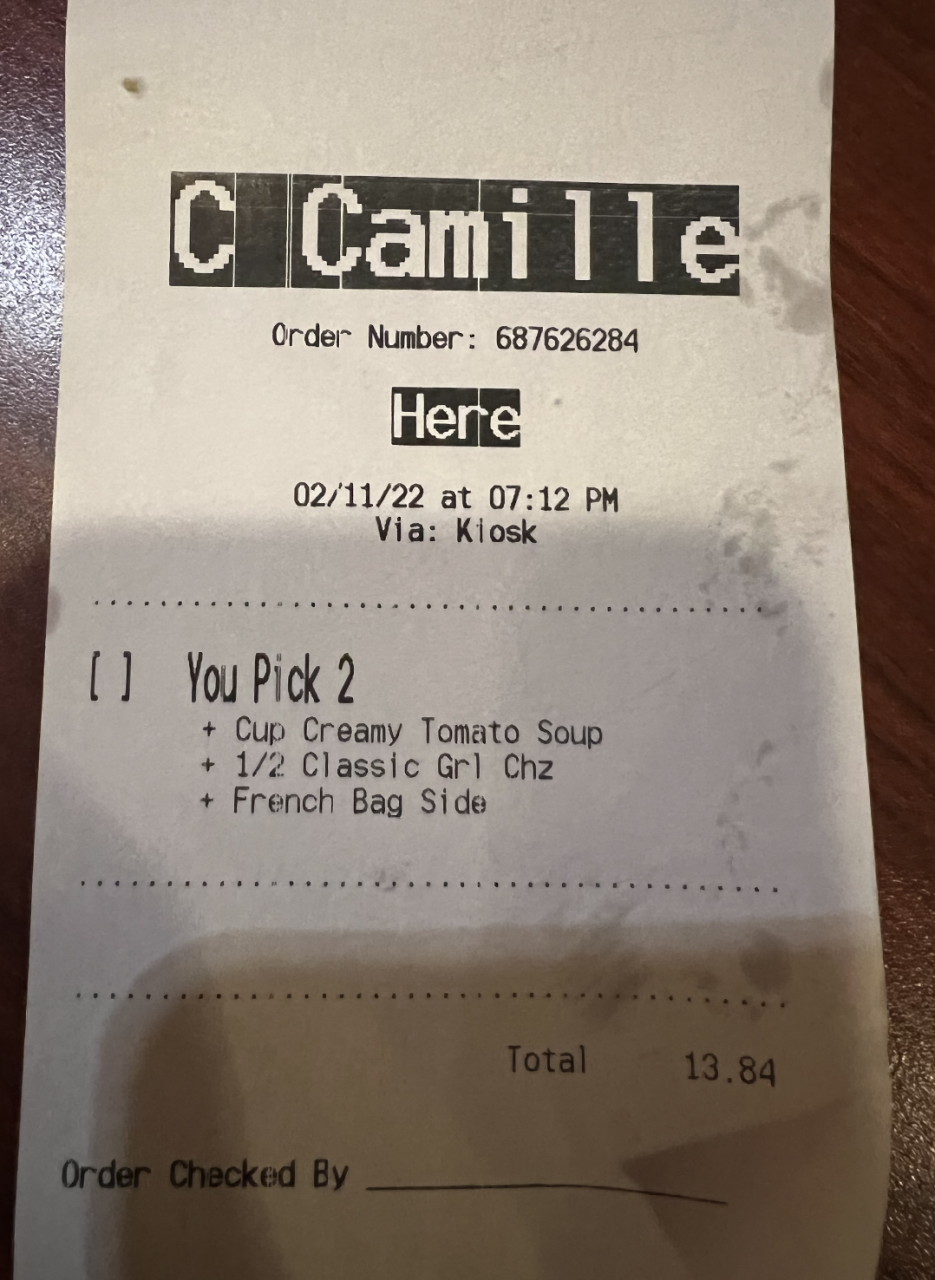 C Camille
Order Number: 687626284
Here
02/11/22 at 07:12 PM
Via: Kiosk
[ ] You Pick 2
+ Cup Creamy Tomato Soup
+ 1/2 Classic Grl Chz
+ French Bag Side
Total 13.84
Order Checked By